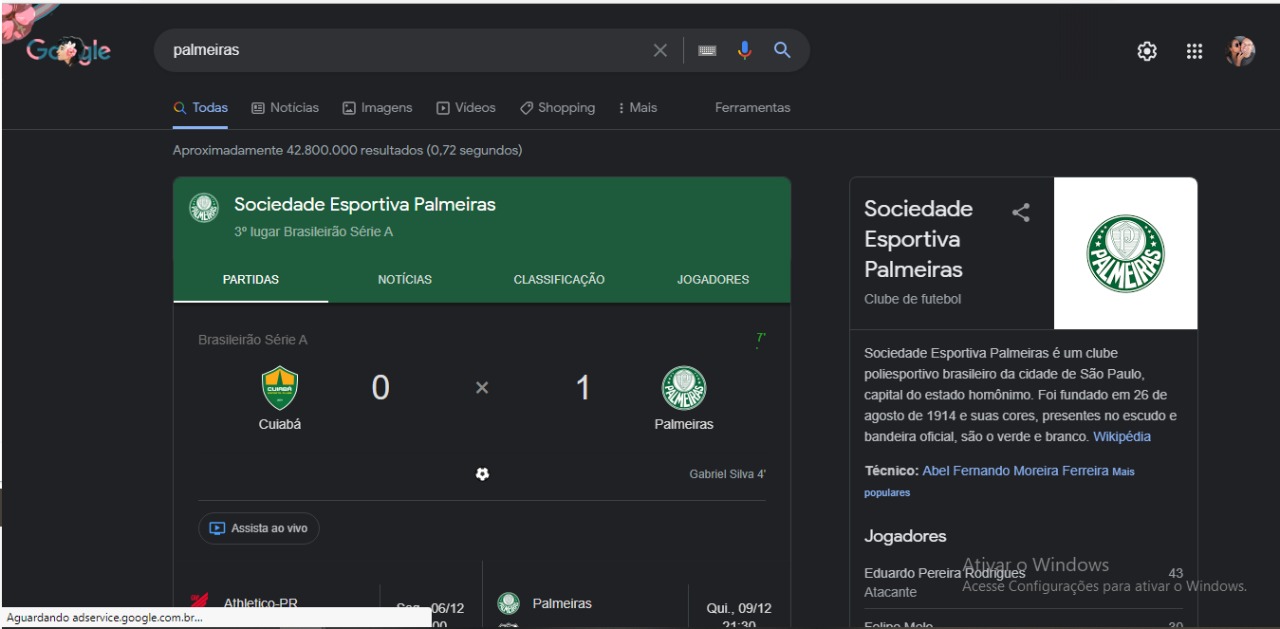 Google
palmeiras
Todas
Notícias
Imagens
Vídeos
Shopping
Mais
Ferramentas
Aproximadamente 42.800.000 resultados (0,72 segundos)
Sociedade Esportiva Palmeiras
3º lugar Brasileirão Série A
PARTIDAS
NOTÍCIAS
CLASSIFICAÇÃO
JOGADORES
Brasileirão Série A
7'
CUIABÁ
0
1
PALMEIRAS
Cuiabá
Palmeiras
Gabriel Silva 4'
Assista ao vivo
Athletico-PR
06/12
Palmeiras
Qui., 09/12
21:30
Aguardando adservice.google.com.br...
Sociedade
Esportiva
Palmeiras
Clube de futebol
PALMEIRAS
Sociedade Esportiva Palmeiras é um clube
poliesportivo brasileiro da cidade de São Paulo,
capital do estado homônimo. Foi fundado em 26 de
agosto de 1914 e suas cores, presentes no escudo e
bandeira oficial, são o verde e branco. Wikipédia
Técnico: Abel Fernando Moreira Ferreira Mais
populares
Jogadores
Eduardo Pereira Rodrigues 43
Atacante
Felipe Melo 30
Ativar o Windows
Acesse Configurações para ativar o Windows.